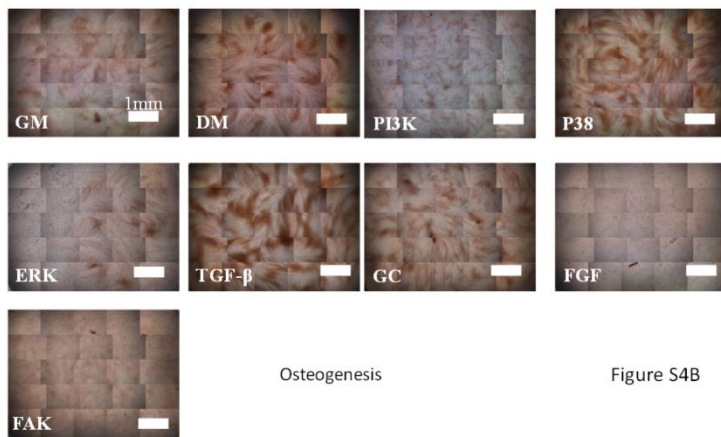 1mm
GM
DM
PI3K
P38
ERK
TGF-β
GC
FGF
Osteogenesis
Figure S4B
FAK